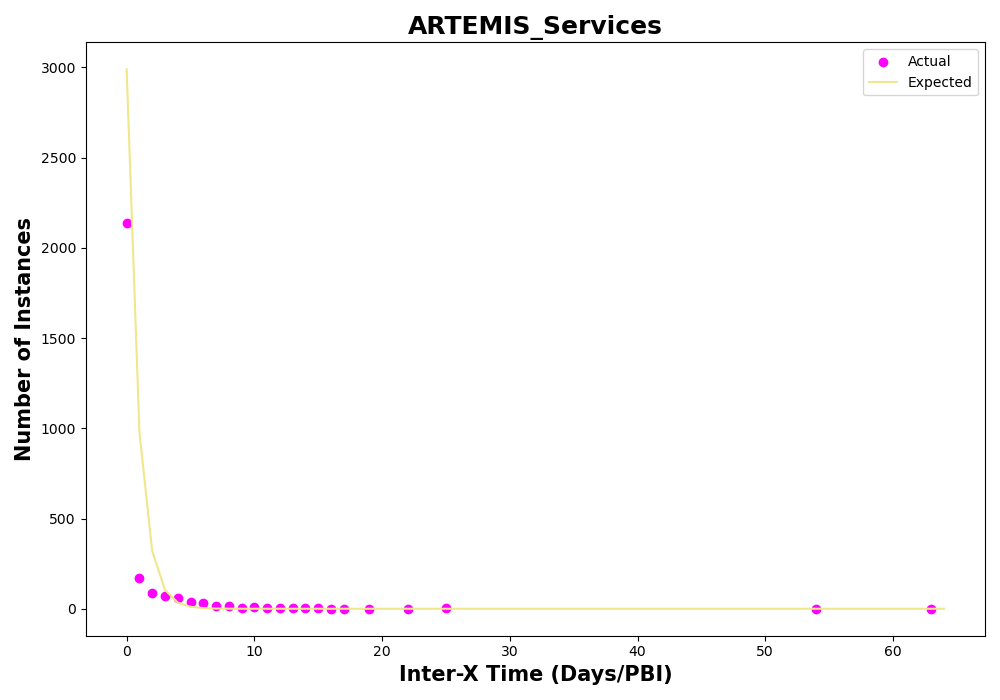 ARTEMIS_Services
Actual
Expected
Number of Instances
3000
2500
2000
1500
1000
500
0
0 10 20 30 40 50 60
Inter-X Time (Days/PBI)